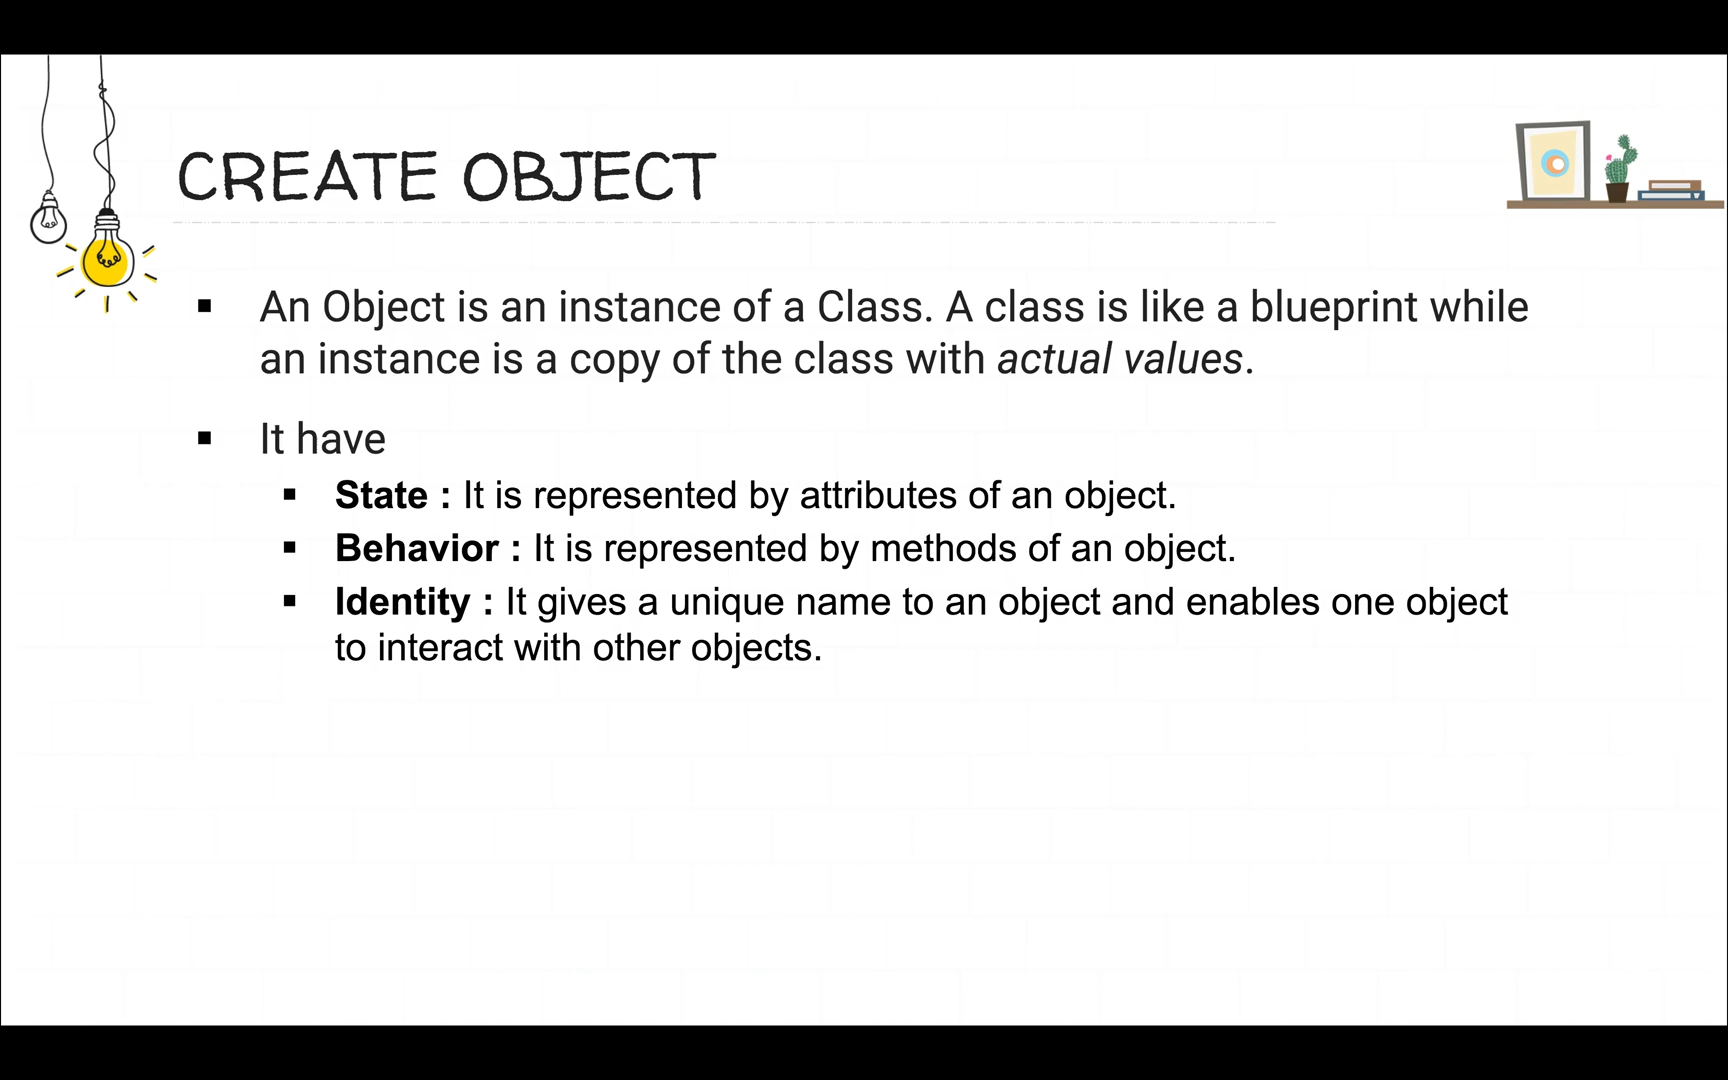 CREATE OBJECT
▪ An Object is an instance of a Class. A class is like a blueprint while
an instance is a copy of the class with actual values.
▪ It have
▪ State : It is represented by attributes of an object.
▪ Behavior : It is represented by methods of an object.
▪ Identity : It gives a unique name to an object and enables one object
to interact with other objects.